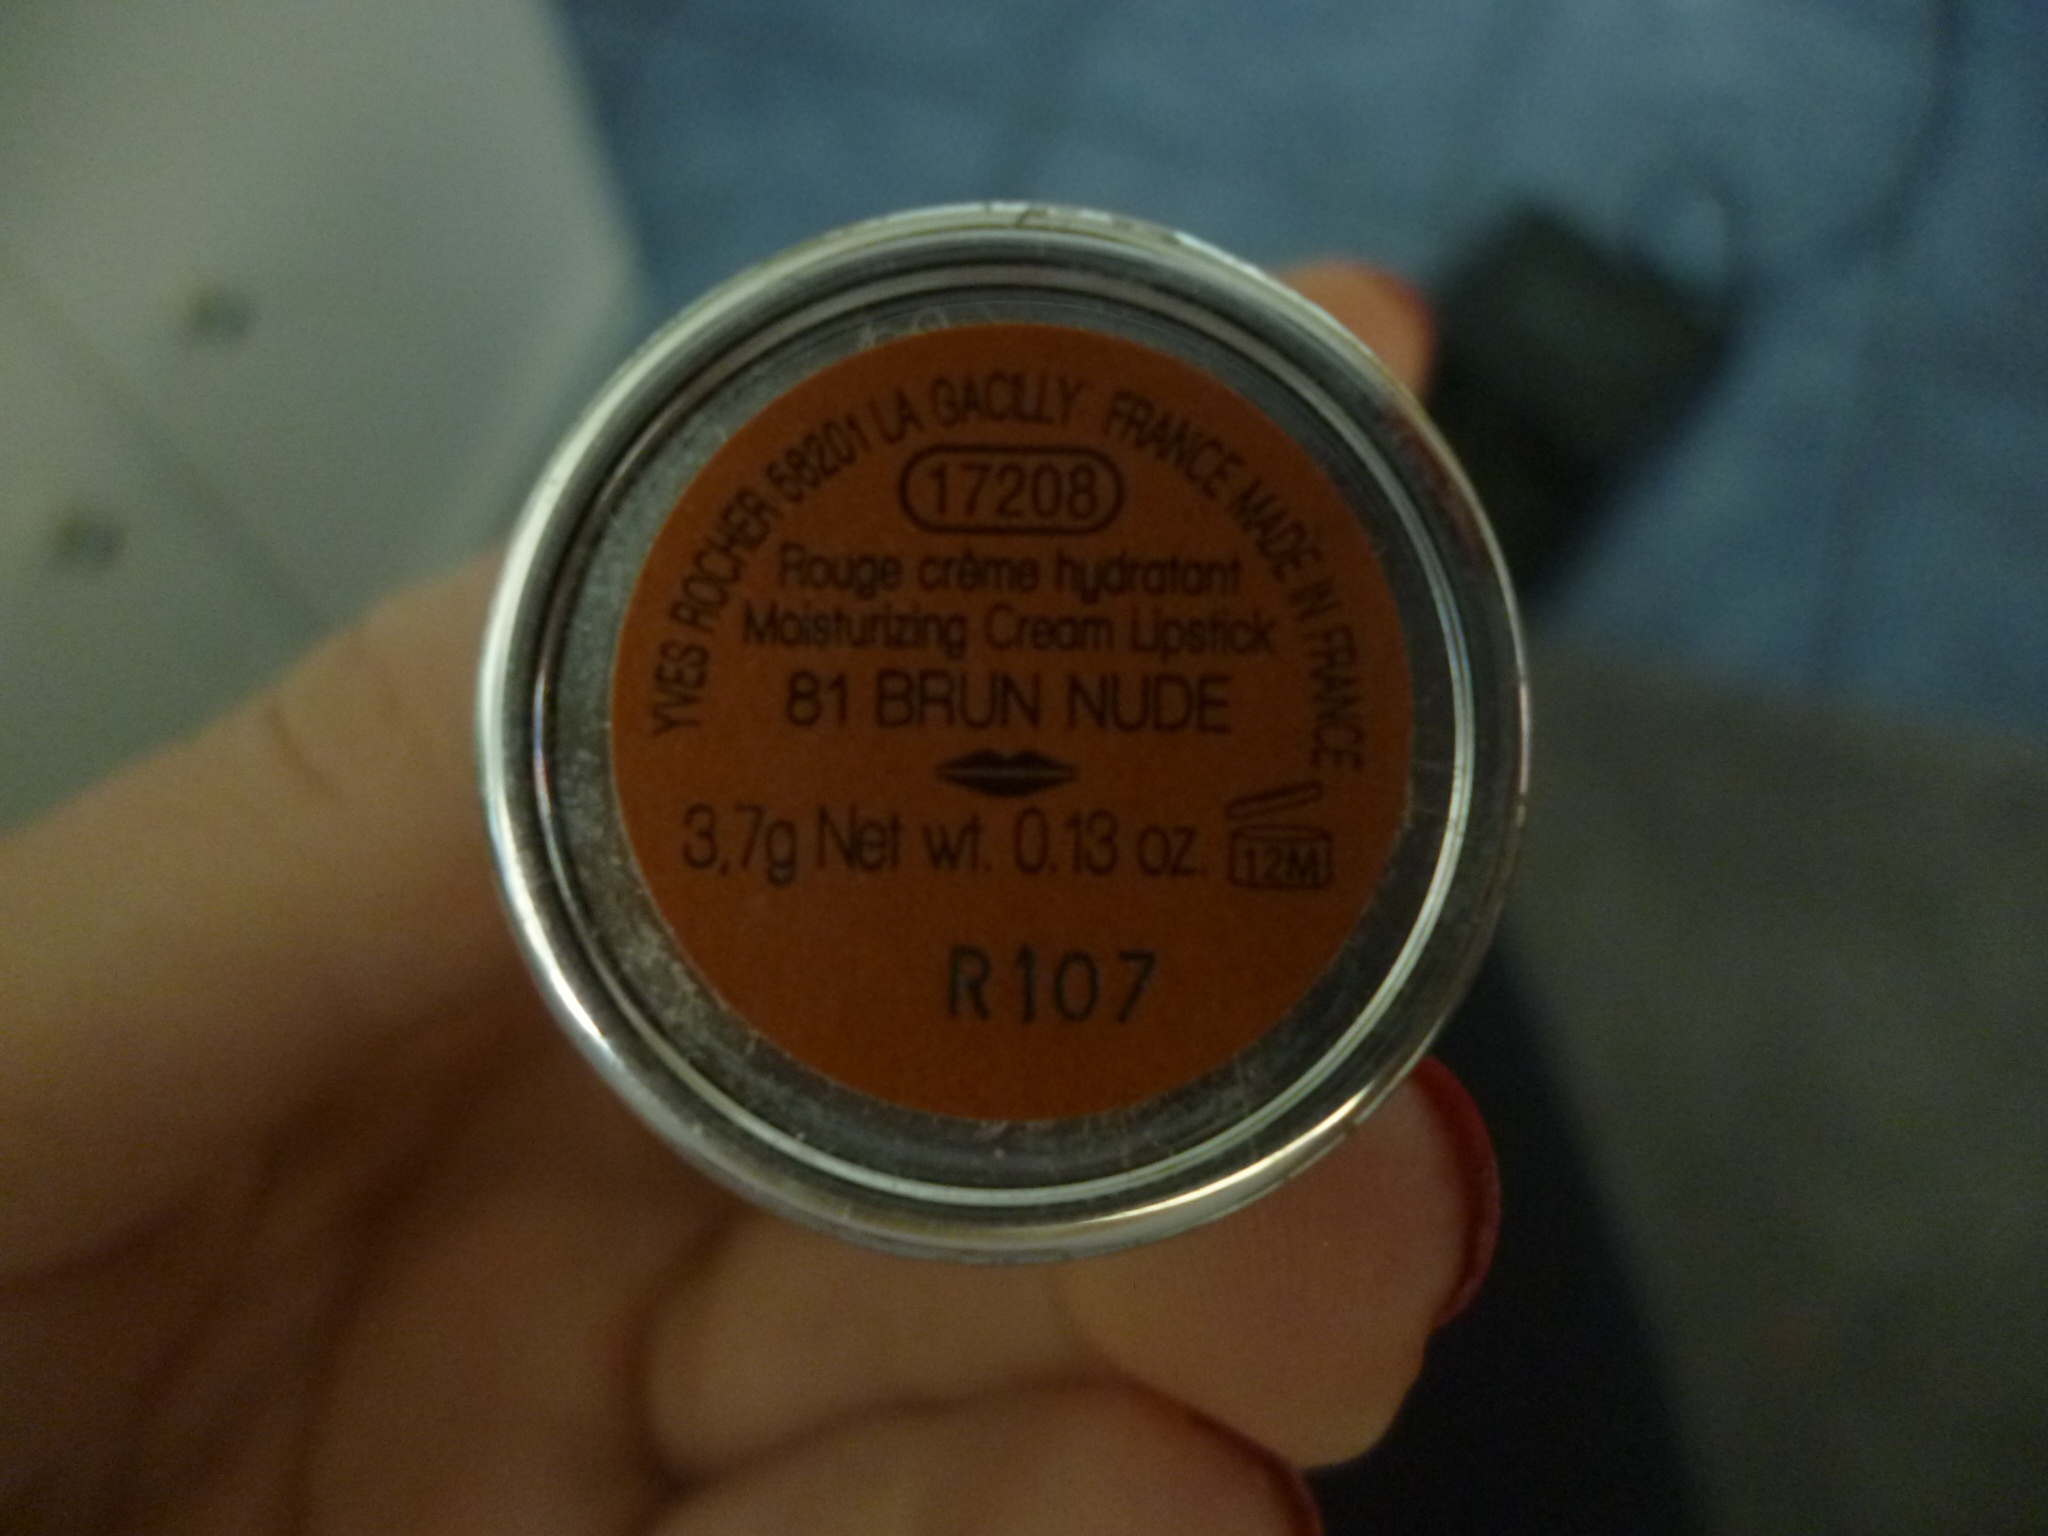 YVES ROCHER 56201 LA GACILLY FRANCE MADE IN FRANCE
17208
Rouge crème hydratant
Moisturizing Cream Lipstick
81 BRUN NUDE
3,7g Net wt. 0.13 oz.
12M
R107